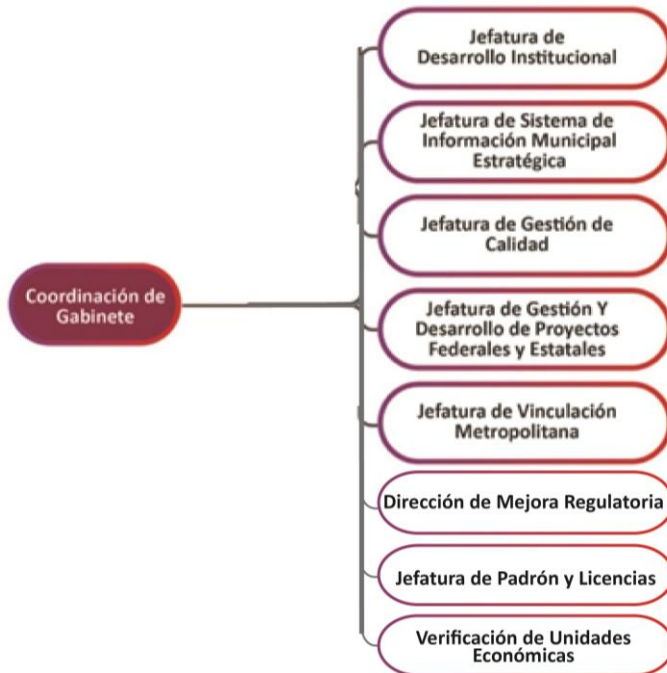 Jefatura de
Desarrollo Institucional
Jefatura de Sistema de
Información Municipal
Estratégica
Jefatura de Gestión de
Calidad
Coordinación de
Gabinete
Jefatura de Gestión Y
Desarrollo de Proyectos
Federales y Estatales
Jefatura de Vinculación
Metropolitana
Dirección de Mejora Regulatoria
Jefatura de Padrón y Licencias
Verificación de Unidades
Económicas